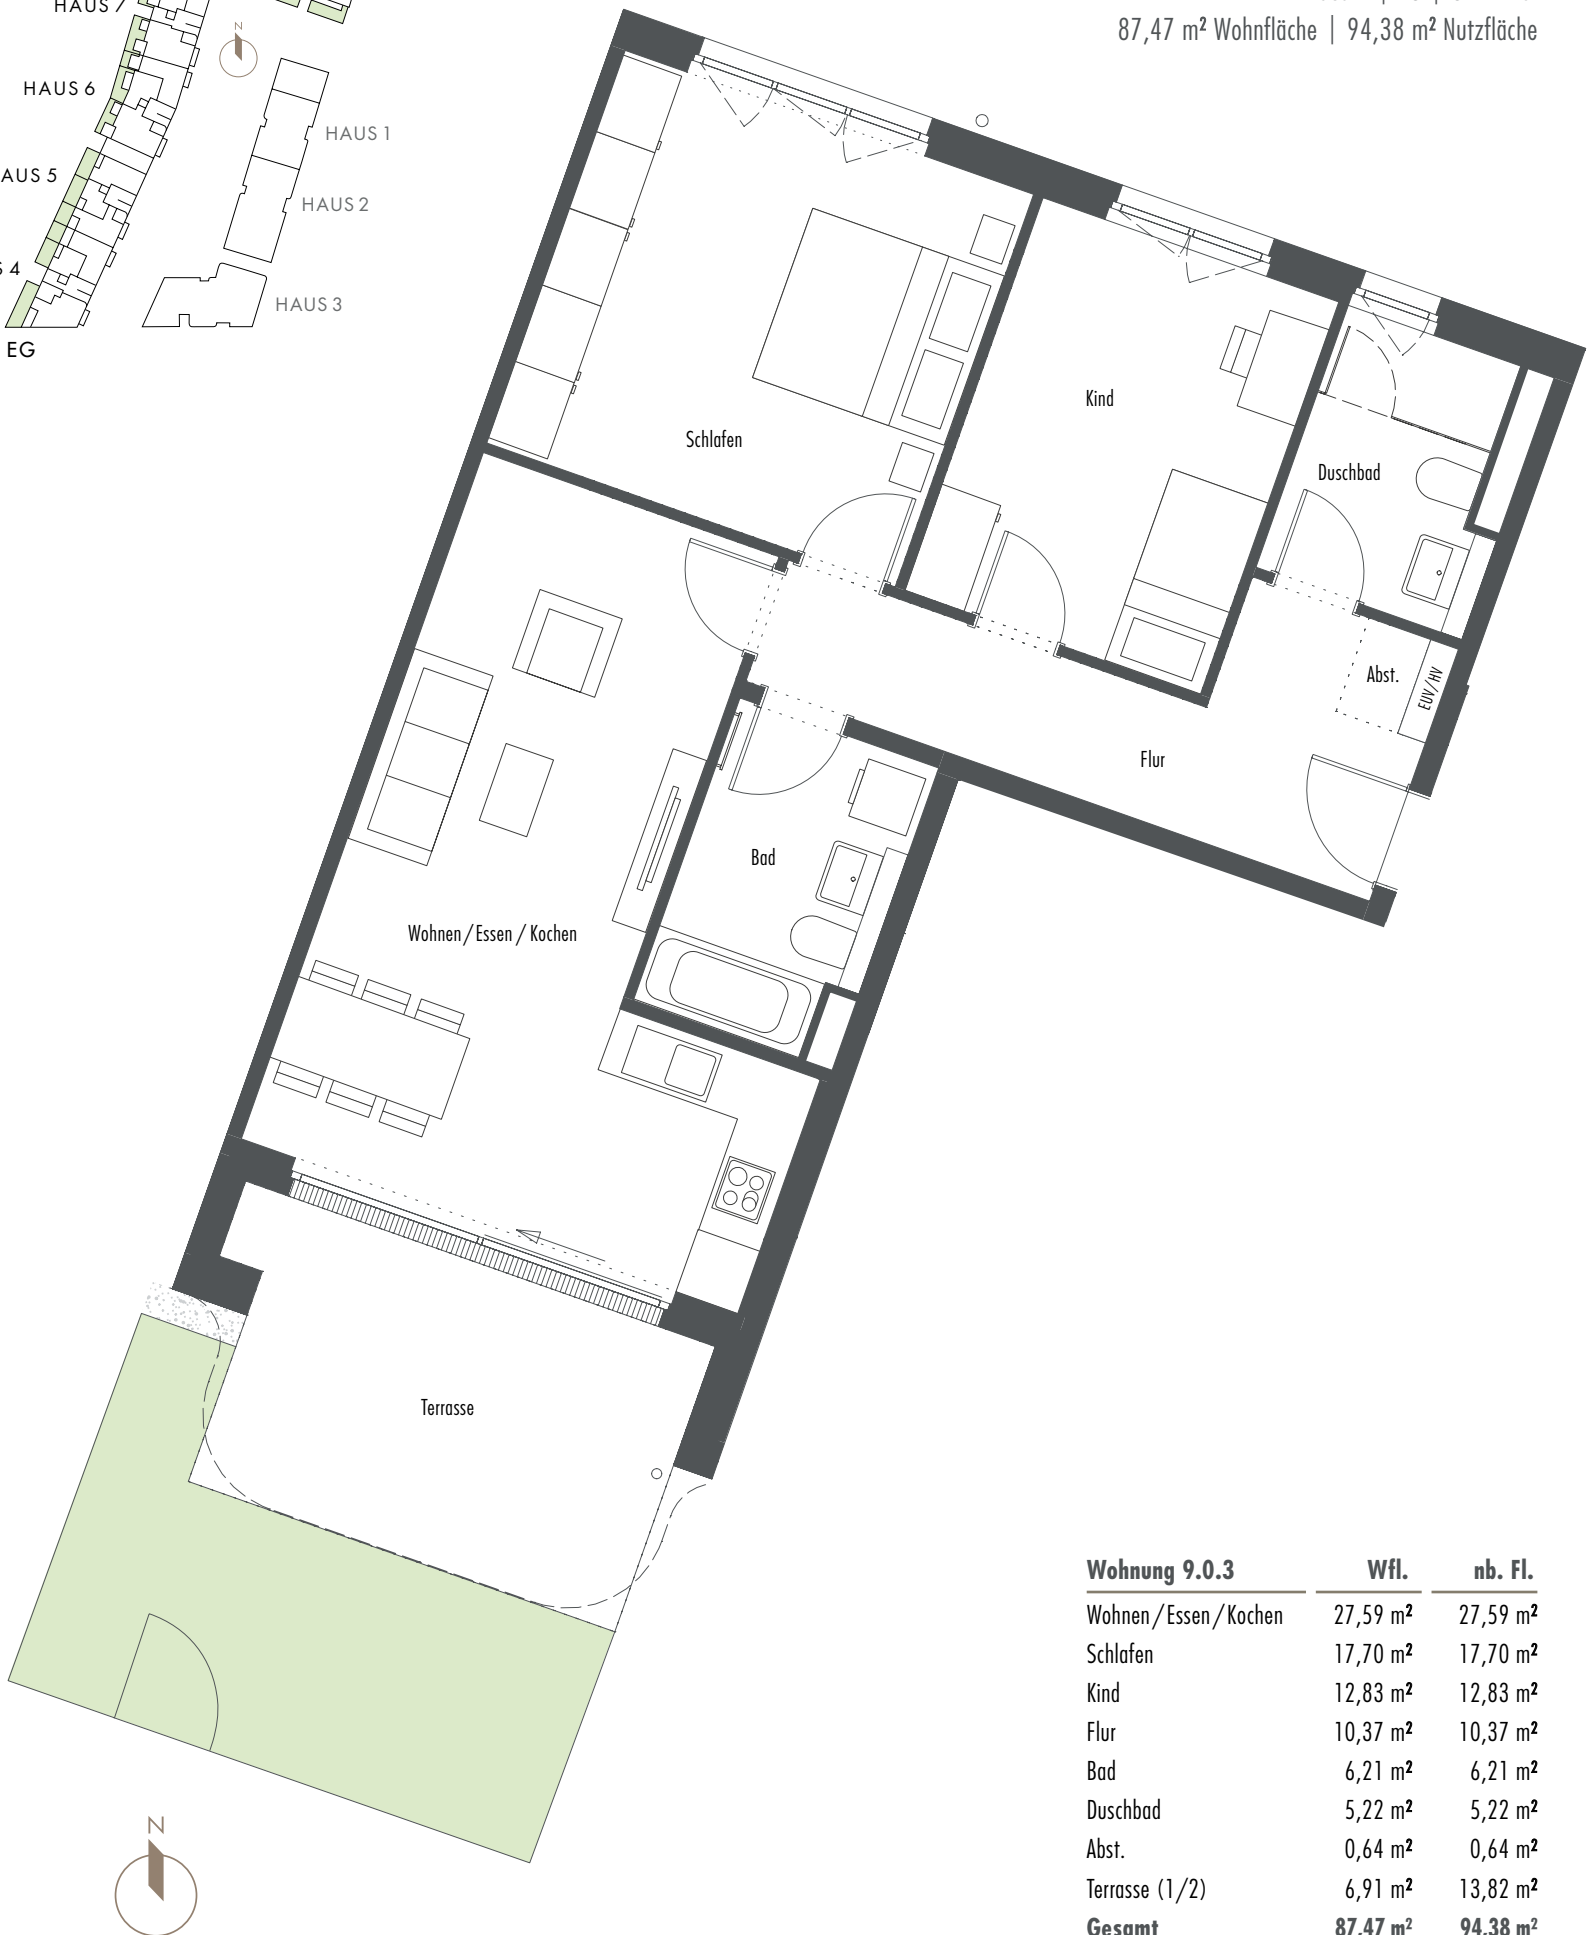 87,47 m² Wohnfläche | 94,38 m² Nutzfläche
HAUS 7
N
HAUS 6
HAUS 1
AUS 5
HAUS 2
4
HAUS 3
EG
Schlafen
Kind
Duschbad
Abst.
EUV/HV
Flur
Bad
Wohnen/Essen/Kochen
Terrasse
N
Wohnung 9.0.3 Wfl. nb. Fl.
Wohnen/Essen/Kochen 27,59 m² 27,59 m²
Schlafen 17,70 m² 17,70 m²
Kind 12,83 m² 12,83 m²
Flur 10,37 m² 10,37 m²
Bad 6,21 m² 6,21 m²
Duschbad 5,22 m² 5,22 m²
Abst. 0,64 m² 0,64 m²
Terrasse (1/2) 6,91 m² 13,82 m²
Gesamt 87,47 m² 94,38 m²